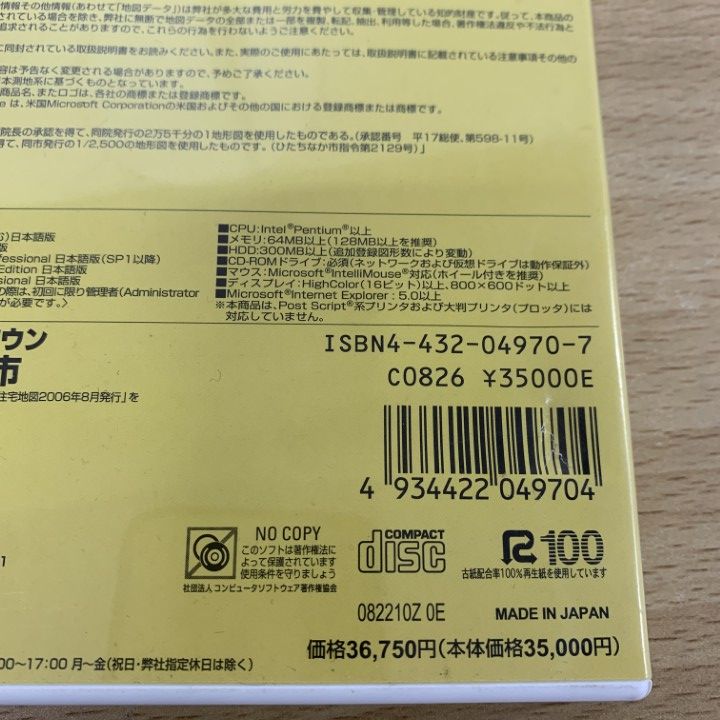 情報その他情報(あわせて「地図データ」)は弊社が多大な費用と労力を費やして収集・管理している知的財産です。従って、本商品の
合を除き、弊社に無断で地図データの全部または一部を複製、転記、抽出、利用等した場合、著作権法違反や不法行為と
追求されることがありますので、これらの行為を行わないようご注意ください。
に同封されている取扱説明書をお読みください。また、実際のご使用にあたっては、取扱説明書に記載されている注意事項その他の
容は予告なく変更される場合がありますので、予めご了承ください。
本測地系に基づくものとなっています。
商品名、またロゴは、各社の商標または登録商標です。
e は、米国Microsoft Corporationの米国およびその他の国における登録商標または商標です。
院長の承認を得て、同院発行の2万5千分の1地形図を使用したものである。(承認番号 平17総使、第598-11号)
得て、同市発行の1/2,500の地形図を使用したものです。(ひたちなか市指令第2129号)」
)日本語版
版
ofessional 日本語版(SP1以降)
Edition 日本語版
の際は、初回に限り管理者(Administrator
が必要です。〉
■CPU:Intel®Pentium®以上
■メモリ:64MB以上(128MB以上を推奨)
■HDD:300MB以上(追加登録図形数により変動)
■CD-ROMドライブ:必須(ネットワークおよび仮想ドライブは動作保証外)
■マウス:Microsoft®IntelliMouse®対応(ホイール付きを推奨)
■ディスプレイ:HighColor(16ビット)以上、800×600ドット以上
■Microsoft®Internet Explorer : 5.0以上
※本商品は、Post Script®系プリンタおよび大判プリンタ(プロッタ)には
対応していません。
タウン
市
住宅地図2006年8月発行」を
ISBN4-432-04970-7
C0826 ¥35000E
4 934422 049704
NO COPY
このソフトは著作権法に
よって保護されています
使用条件を守りましょう
社団法人 コンピュータソフトウェア著作権協会
COMPACT
disc
R100
古紙配合率100%再生紙を使用しています
1
082210Z 0E
MADE IN JAPAN
価格36,750円(本体価格35,000円)
00~17:00 月~金(祝日・弊社指定休日は除く)